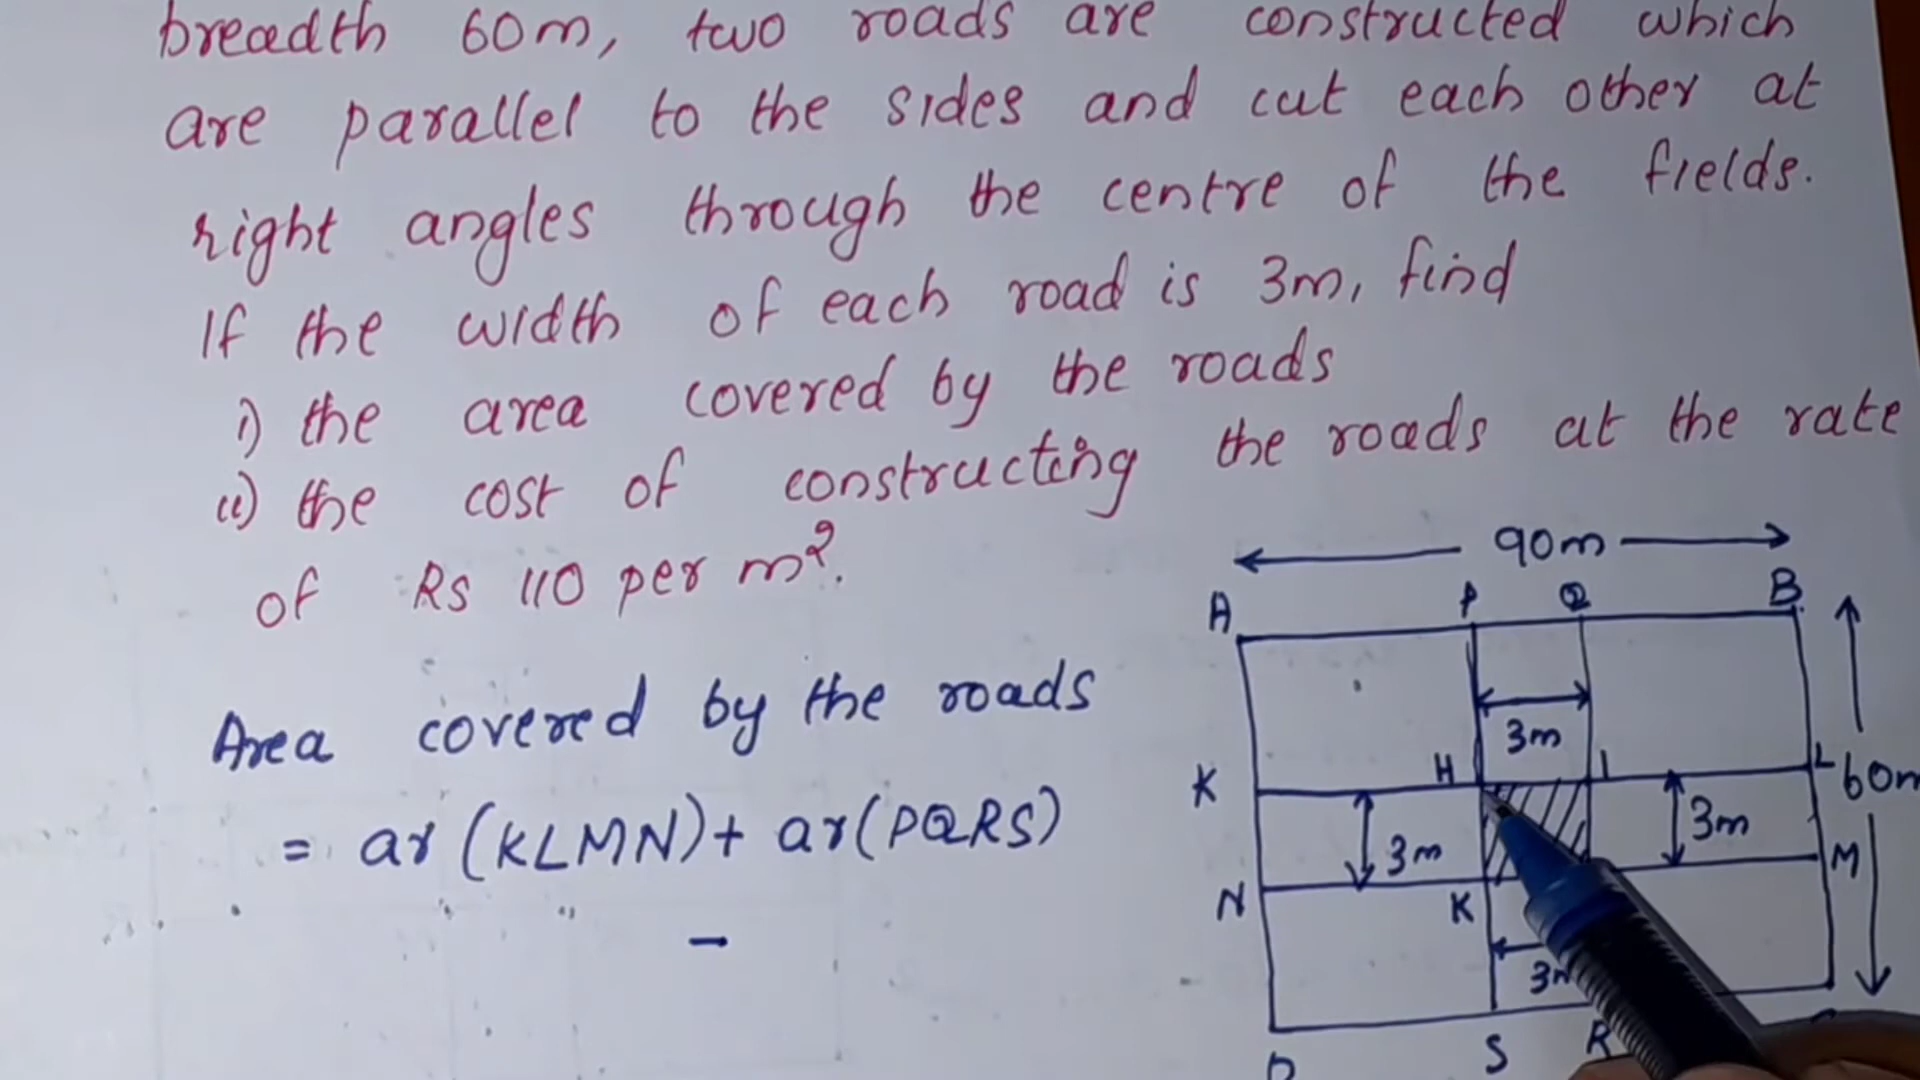 breadth 60m, two roads are constructed which
are parallel to the sides and cut each other at
right angles through the centre of the fields.
If the width of each road is 3m, find
i) the area covered by the roads
ii) the cost of constructing the roads at the rate
of Rs 110 per m².
90m
A P Q B
3m
K H I L 60m
3m 3m
N K M
3m
D S R
Area covered by the roads
= ar (KLMN) + ar (PQRS)
-